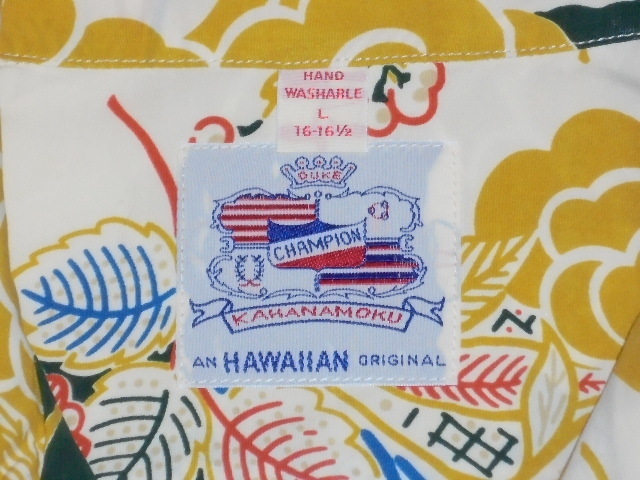 HAND
WASHABLE
L
16-16½
DUKE
CHAMPION
KAHANAMOKU
AN HAWAIIAN ORIGINAL